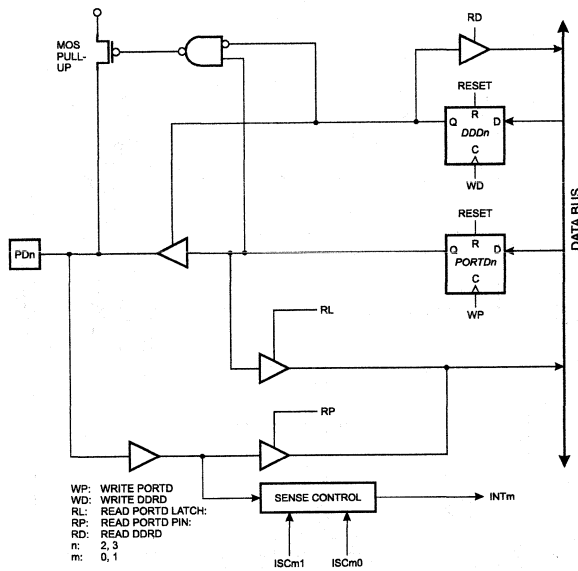 RD
MOS
PULL-
UP
RESET
R
Q
DDDn
D
C
WD
RESET
R
Q
PORTDn
D
C
WP
PDn
DATA BUS
RL
RP
WP: WRITE PORTD
WD: WRITE DDRD
RL: READ PORTD LATCH:
RP: READ PORTD PIN:
RD: READ DDRD
n: 2, 3
m: 0, 1
SENSE CONTROL
INTm
ISCm1
ISCm0